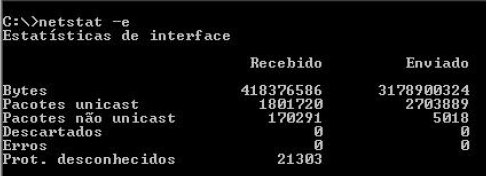 C:\>netstat -e
Estatísticas de interface
Recebido Enviado
Bytes 418376586 3178900324
Pacotes unicast 1801720 2703889
Pacotes não unicast 170291 5018
Descartados 0 0
Erros 0 0
Prot. desconhecidos 21303